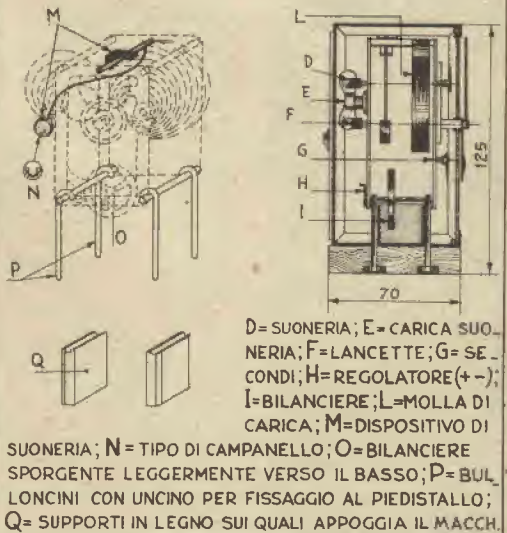 M
N
O
P
Q
L
D
E
F
G
H
I
125
70
D=SUONERIA; E=CARICA SUO_
NERIA; F=LANCETTE; G=SE_
CONDI; H=REGOLATORE(+-);
I=BILANCIERE; L=MOLLA DI
CARICA; M=DISPOSITIVO DI
SUONERIA; N=TIPO DI CAMPANELLO; O=BILANCIERE
SPORGENTE LEGGERMENTE VERSO IL BASSO; P=BUL_
LONCINI CON UNCINO PER FISSAGGIO AL PIEDISTALLO;
Q=SUPPORTI IN LEGNO SUI QUALI APPOGGIA IL MACCH.